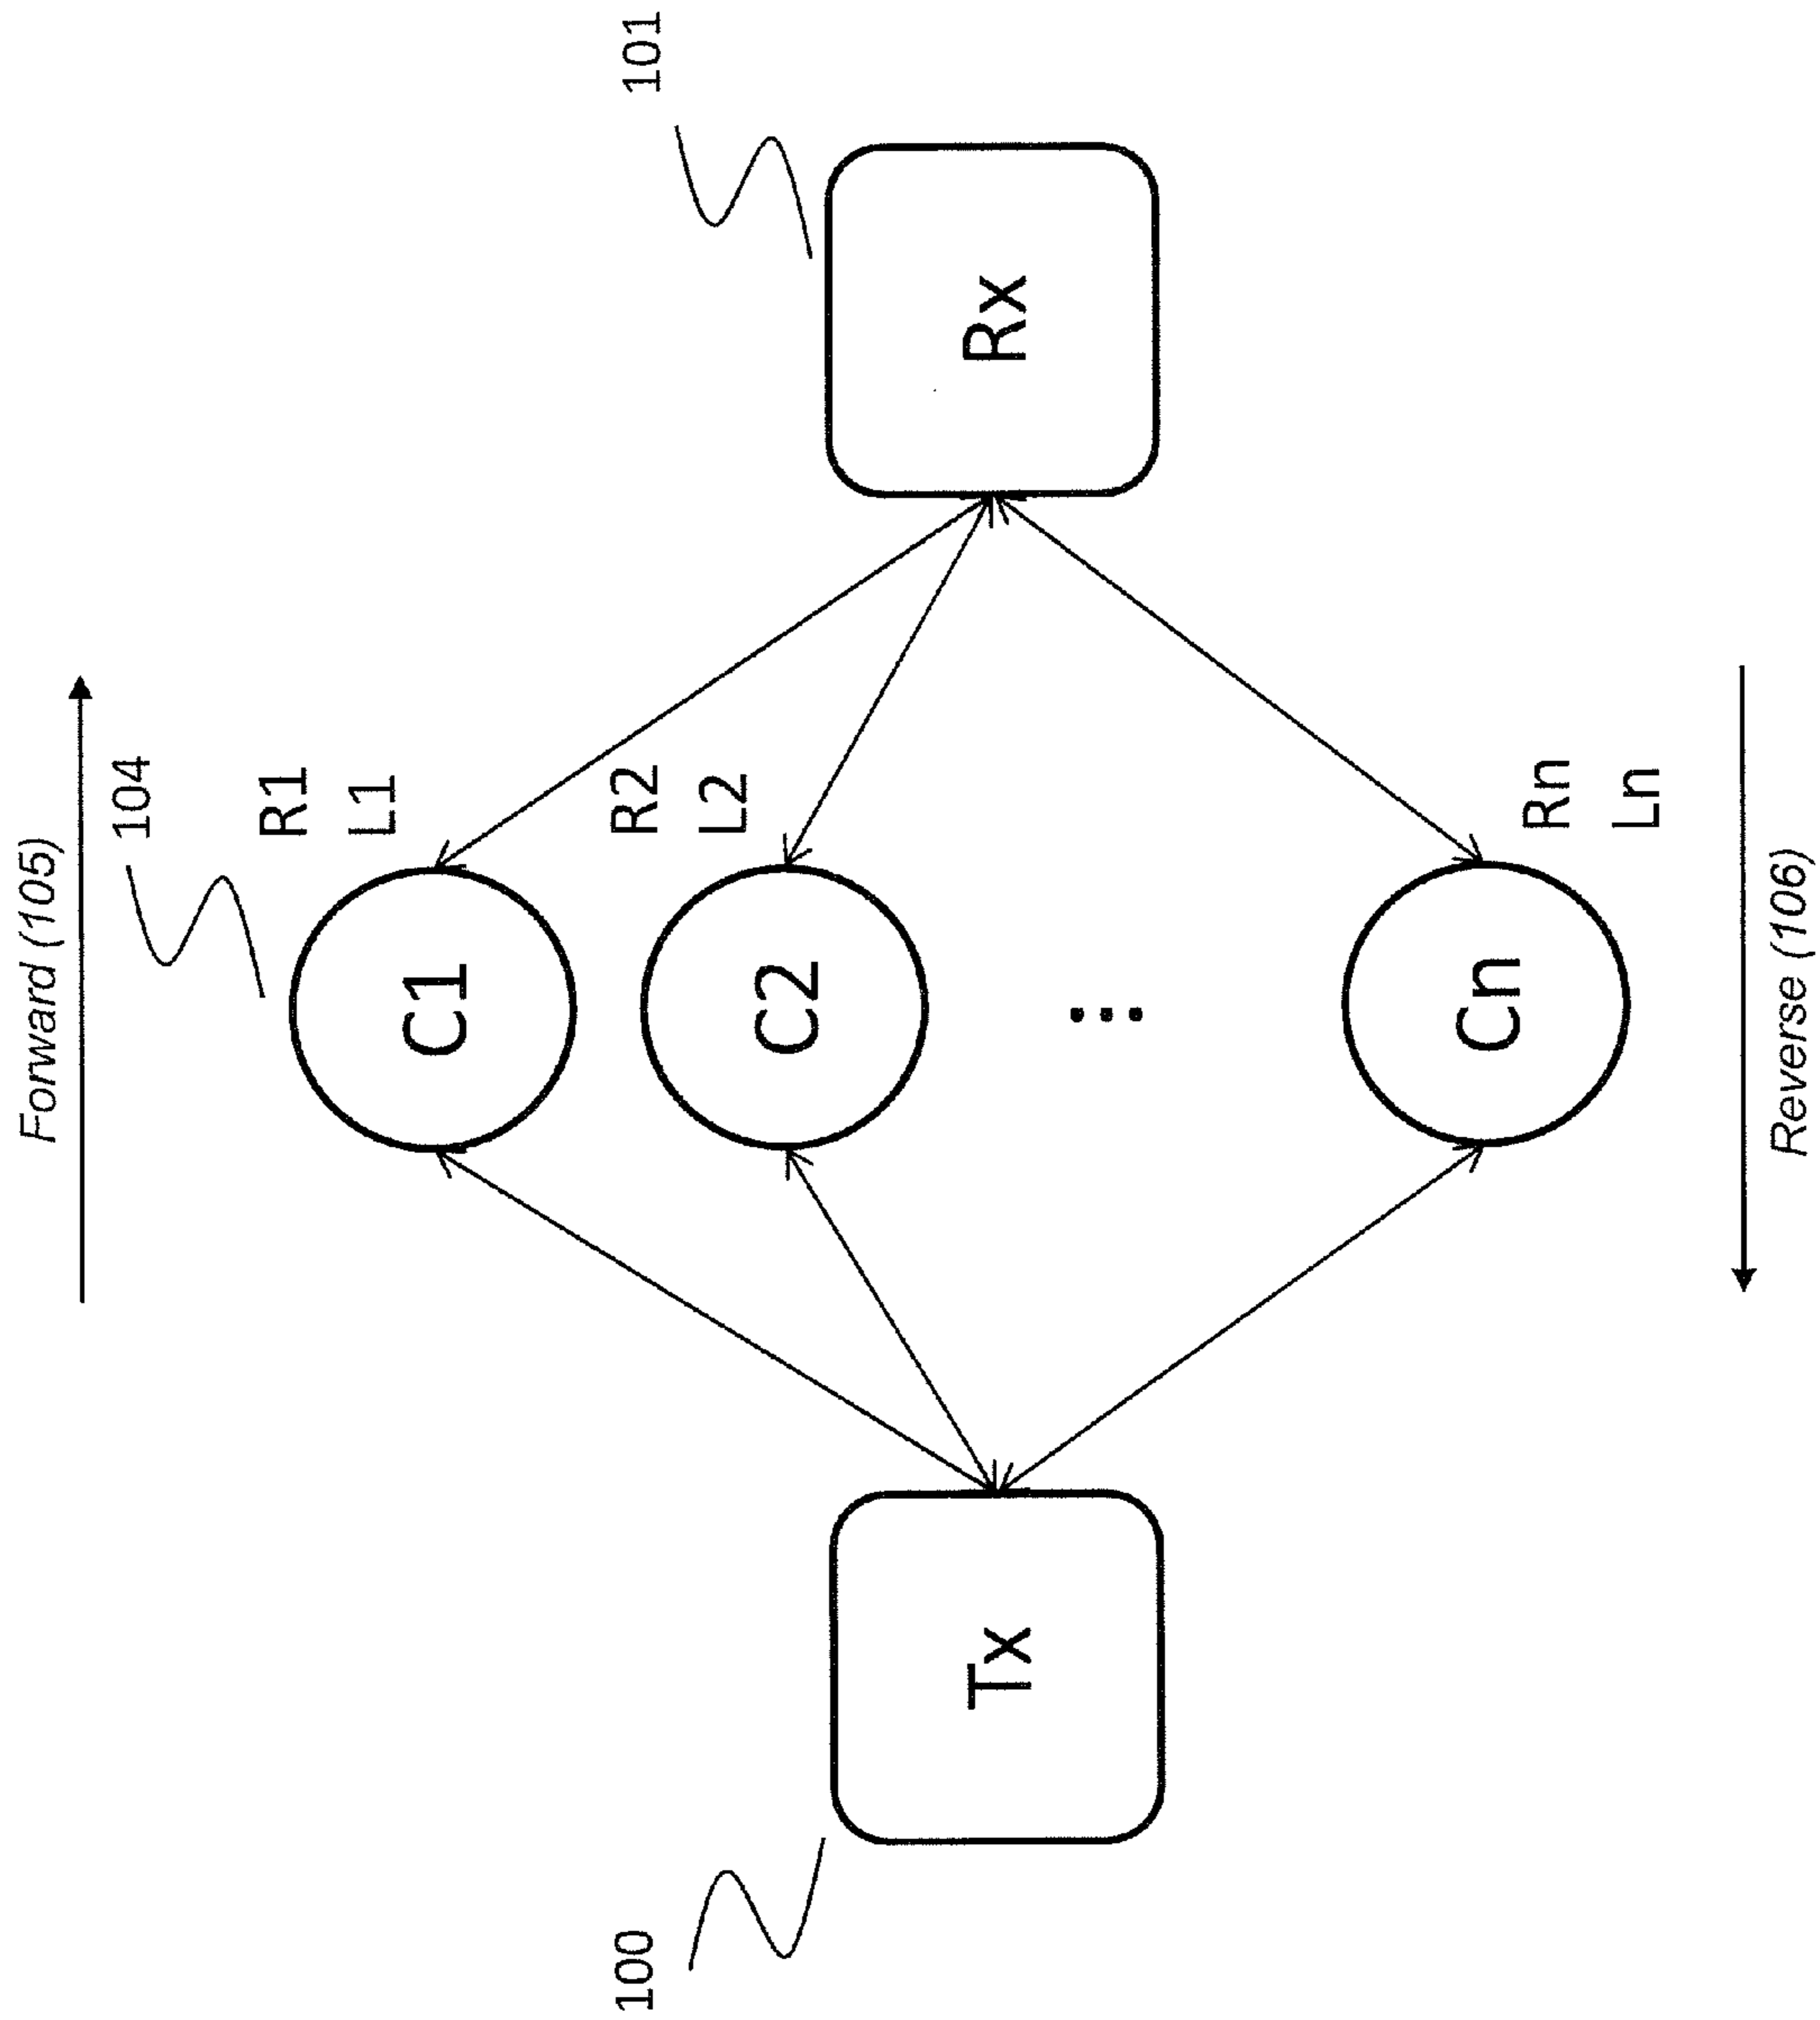 Forward (105)
104
R1
L1
C1
101
R2
L2
C2
100
Tx
Rx
⋮
Rn
Ln
Cn
Reverse (106)